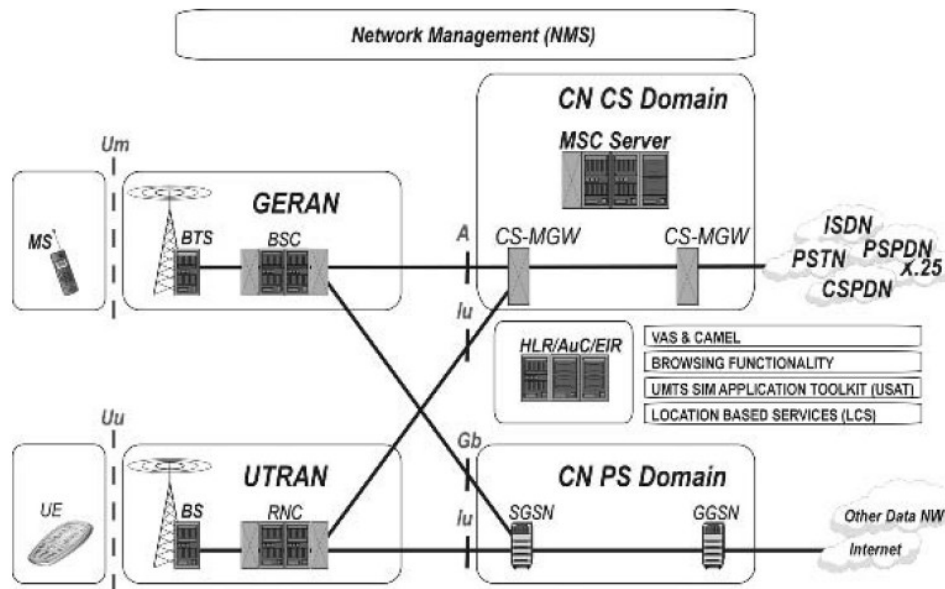 Network Management (NMS)
CN CS Domain
MSC Server
Um
GERAN
MS
BTS
BSC
A
CS-MGW
CS-MGW
ISDN
PSTN
PSPDN
X.25
CSPDN
Iu
HLR/AuC/EIR
VAS & CAMEL
BROWSING FUNCTIONALITY
UMTS SIM APPLICATION TOOLKIT (USAT)
LOCATION BASED SERVICES (LCS)
Uu
Gb
UTRAN
CN PS Domain
UE
BS
RNC
Iu
SGSN
GGSN
Other Data NW
Internet